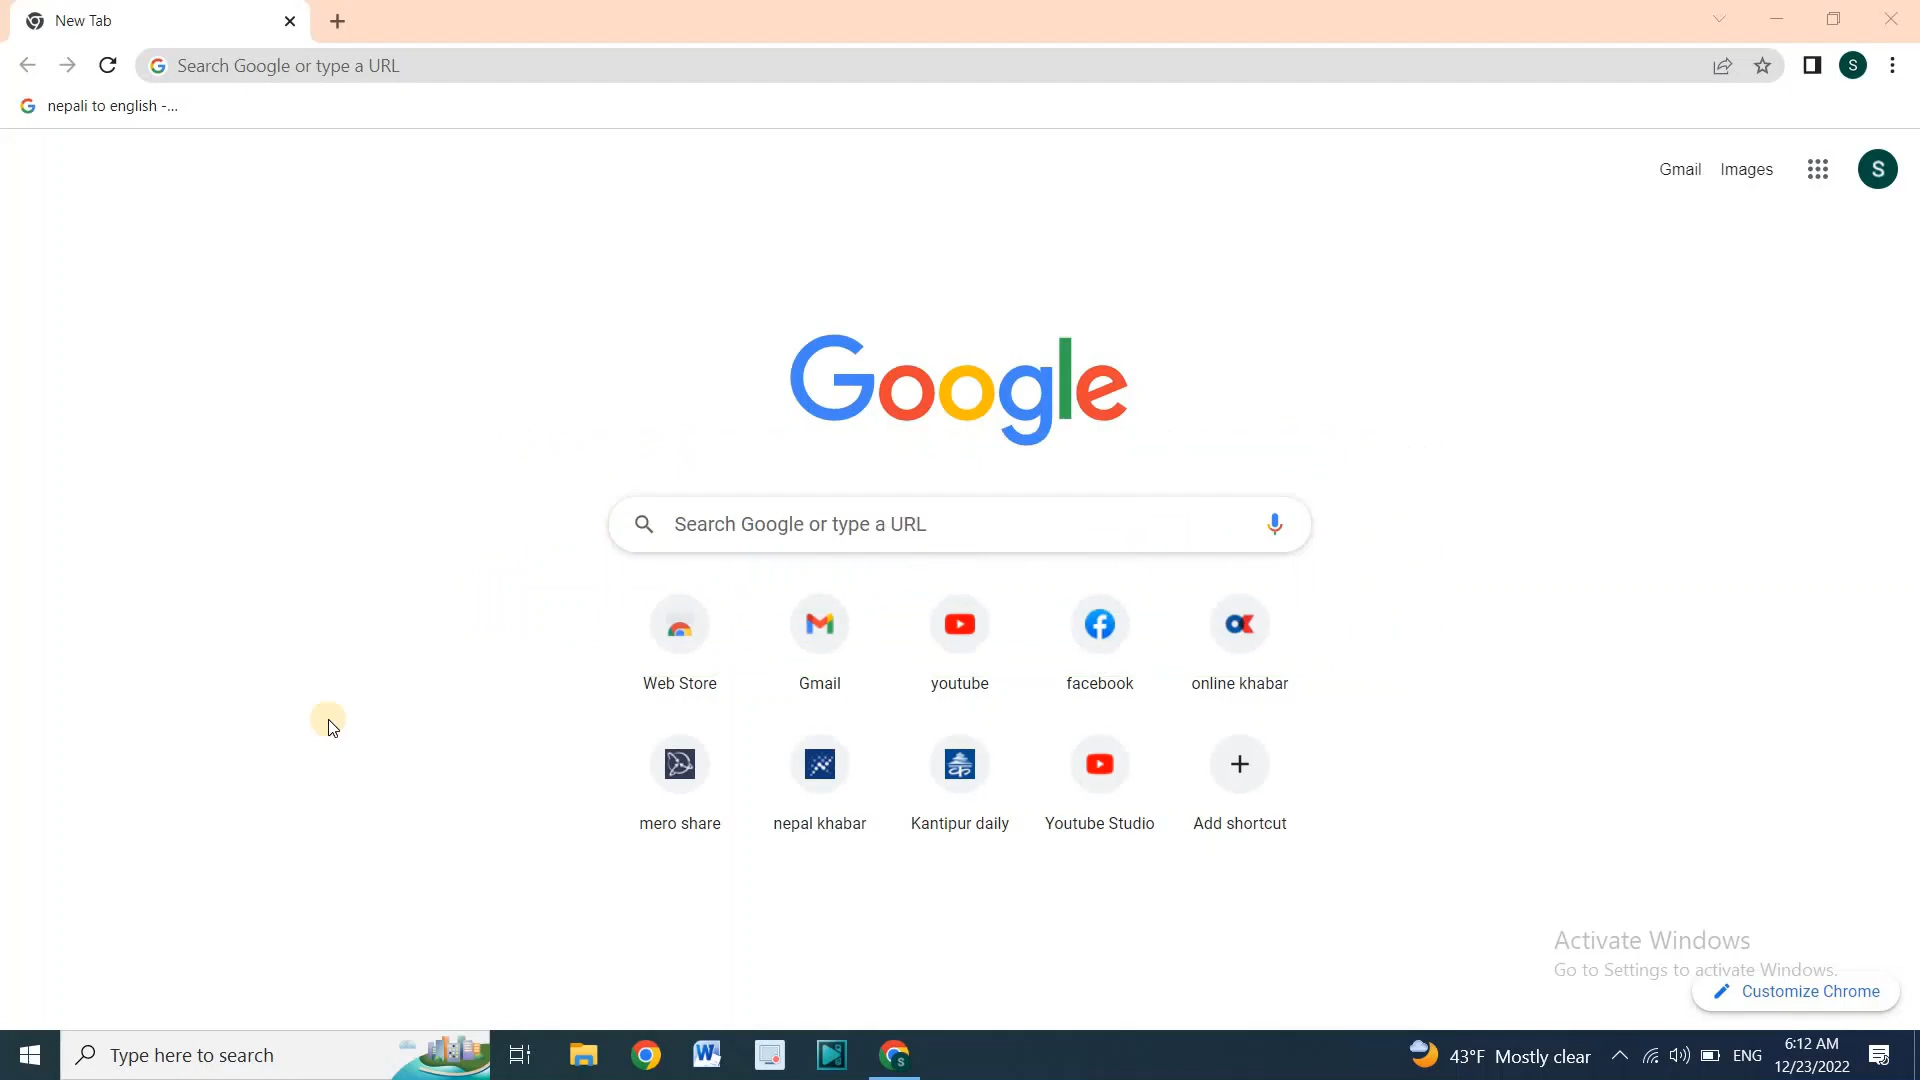 New Tab
Search Google or type a URL
S
nepali to english -...
Gmail Images
S
Google
Search Google or type a URL
Web Store Gmail youtube facebook online khabar
mero share nepal khabar Kantipur daily Youtube Studio Add shortcut
Activate Windows
Go to Settings to activate Windows.
Customize Chrome
Type here to search
43°F Mostly clear
ENG
6:12 AM
12/23/2022